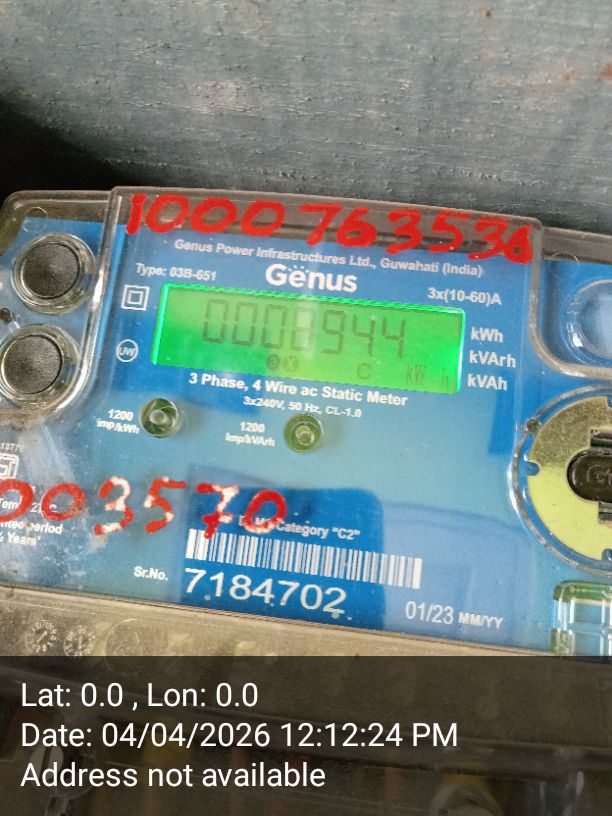 1000763536
Genus Power Infrastructures Ltd., Guwahati (India)
Type: 03B-651
Genus
3x(10-60)A
0008944
kWh
kVArh
kVAh
C
kW h
UW
3 Phase, 4 Wire ac Static Meter
3x240V, 50 Hz, CL-1.0
1200
imp/kWh
1200
imp/kVArh
003570
Category "C2"
Years'
Sr.No.
7184702
01/23 MM/YY
Lat: 0.0 , Lon: 0.0
Date: 04/04/2026 12:12:24 PM
Address not available